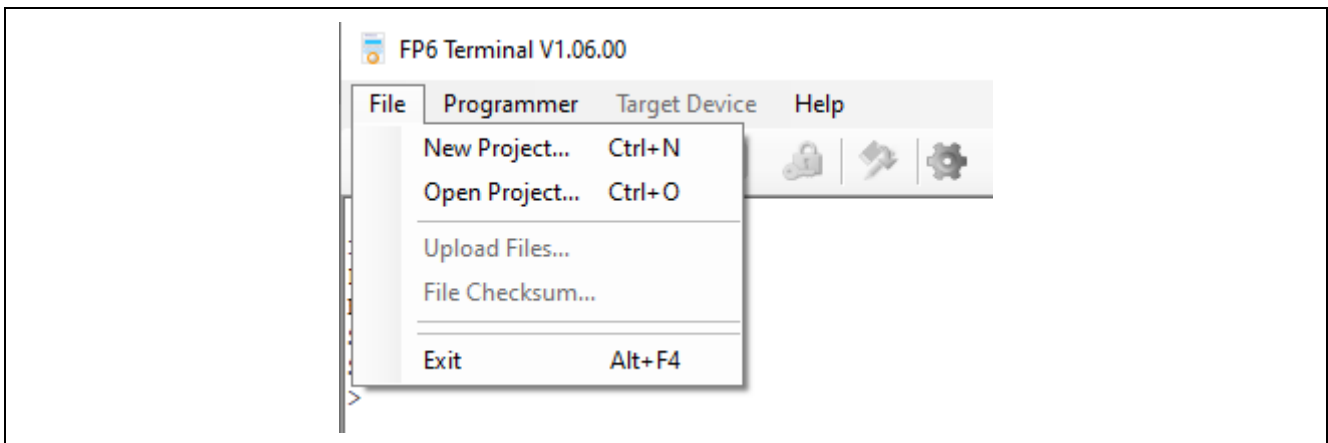 FP6 Terminal V1.06.00
File Programmer Target Device Help
New Project... Ctrl+N
Open Project... Ctrl+O
Upload Files...
File Checksum...
Exit Alt+F4
>